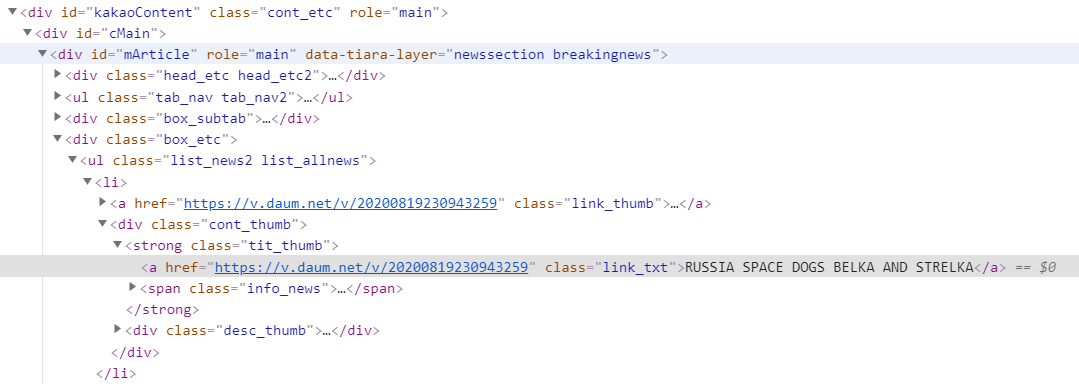 <div id="kakaoContent" class="cont_etc" role="main">
<div id="cMain">
<div id="mArticle" role="main" data-tiara-layer="newssection breakingnews">
<div class="head_etc head_etc2">…</div>
<ul class="tab_nav tab_nav2">…</ul>
<div class="box_subtab">…</div>
<div class="box_etc">
<ul class="list_news2 list_allnews">
<li>
<a href="https://v.daum.net/v/20200819230943259" class="link_thumb">…</a>
<div class="cont_thumb">
<strong class="tit_thumb">
<a href="https://v.daum.net/v/20200819230943259" class="link_txt">RUSSIA SPACE DOGS BELKA AND STRELKA</a> == $0
<span class="info_news">…</span>
</strong>
<div class="desc_thumb">…</div>
</div>
</li>